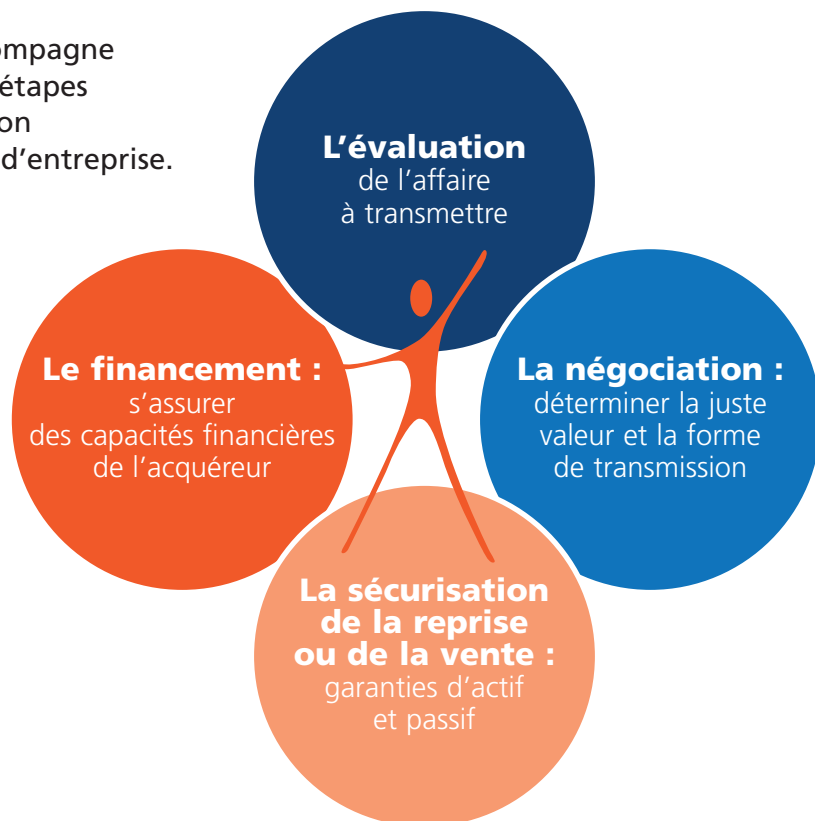 ompagne
étapes
on
d'entreprise.
L'évaluation
de l'affaire
à transmettre
Le financement :
s'assurer
des capacités financières
de l'acquéreur
La négociation :
déterminer la juste
valeur et la forme
de transmission
La sécurisation
de la reprise
ou de la vente :
garanties d'actif
et passif